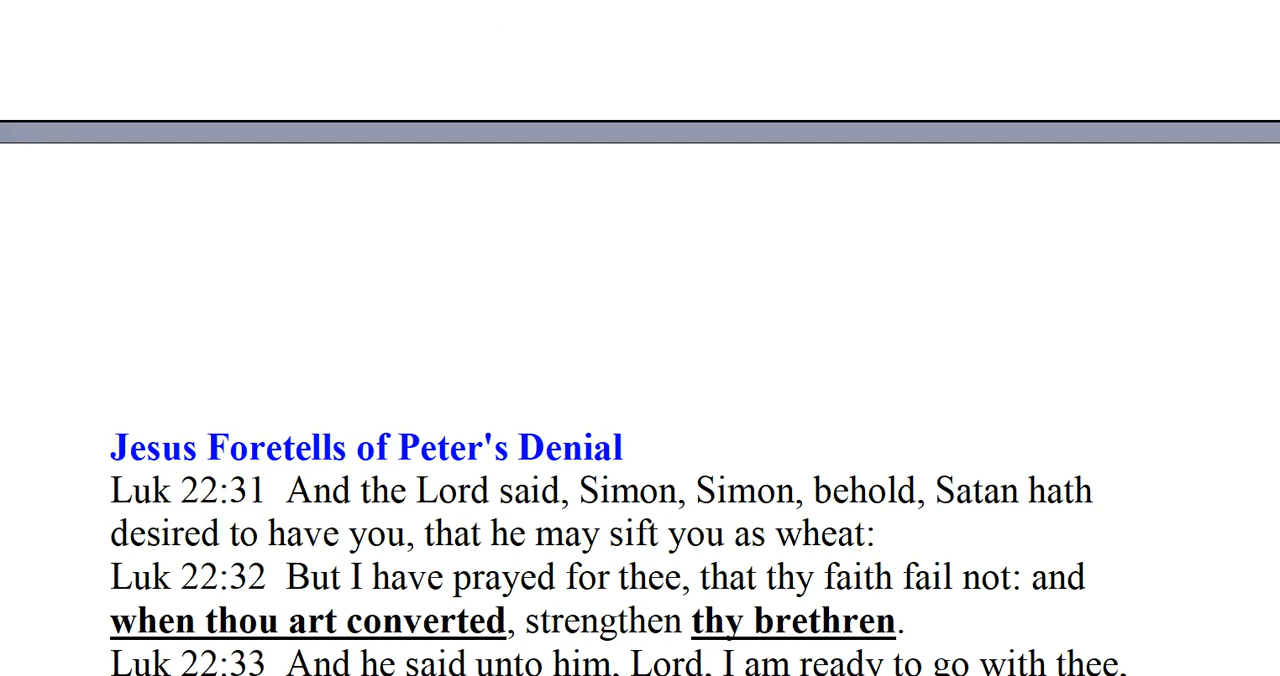 Jesus Foretells of Peter's Denial
Luk 22:31  And the Lord said, Simon, Simon, behold, Satan hath
desired to have you, that he may sift you as wheat:
Luk 22:32  But I have prayed for thee, that thy faith fail not: and
when thou art converted, strengthen thy brethren.
Luk 22:33  And he said unto him, Lord, I am ready to go with thee,